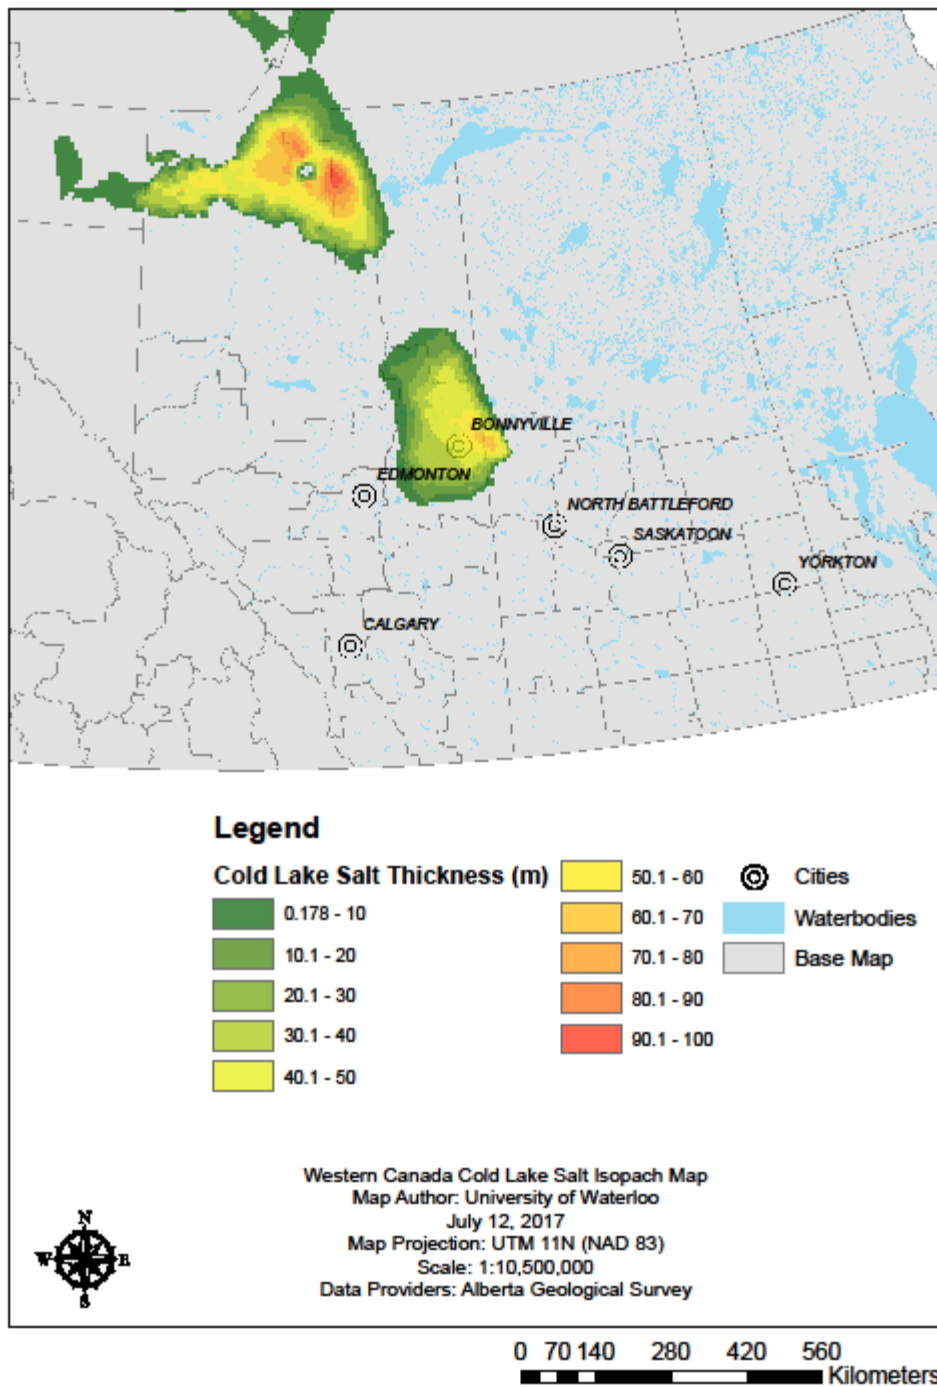 BONNYVILLE
EDMONTON
NORTH BATTLEFORD
SASKATOON
YORKTON
CALGARY
Legend
Cold Lake Salt Thickness (m)
0.178 - 10
10.1 - 20
20.1 - 30
30.1 - 40
40.1 - 50
50.1 - 60
60.1 - 70
70.1 - 80
80.1 - 90
90.1 - 100
Cities
Waterbodies
Base Map
Western Canada Cold Lake Salt Isopach Map
Map Author: University of Waterloo
July 12, 2017
Map Projection: UTM 11N (NAD 83)
Scale: 1:10,500,000
Data Providers: Alberta Geological Survey
N
W E
S
0 70 140 280 420 560
Kilometers